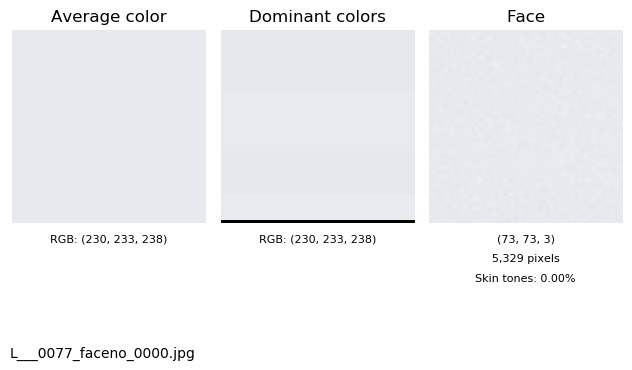 Average color
Dominant colors
Face
RGB: (230, 233, 238)
RGB: (230, 233, 238)
(73, 73, 3)
5,329 pixels
Skin tones: 0.00%
L___0077_faceno_0000.jpg